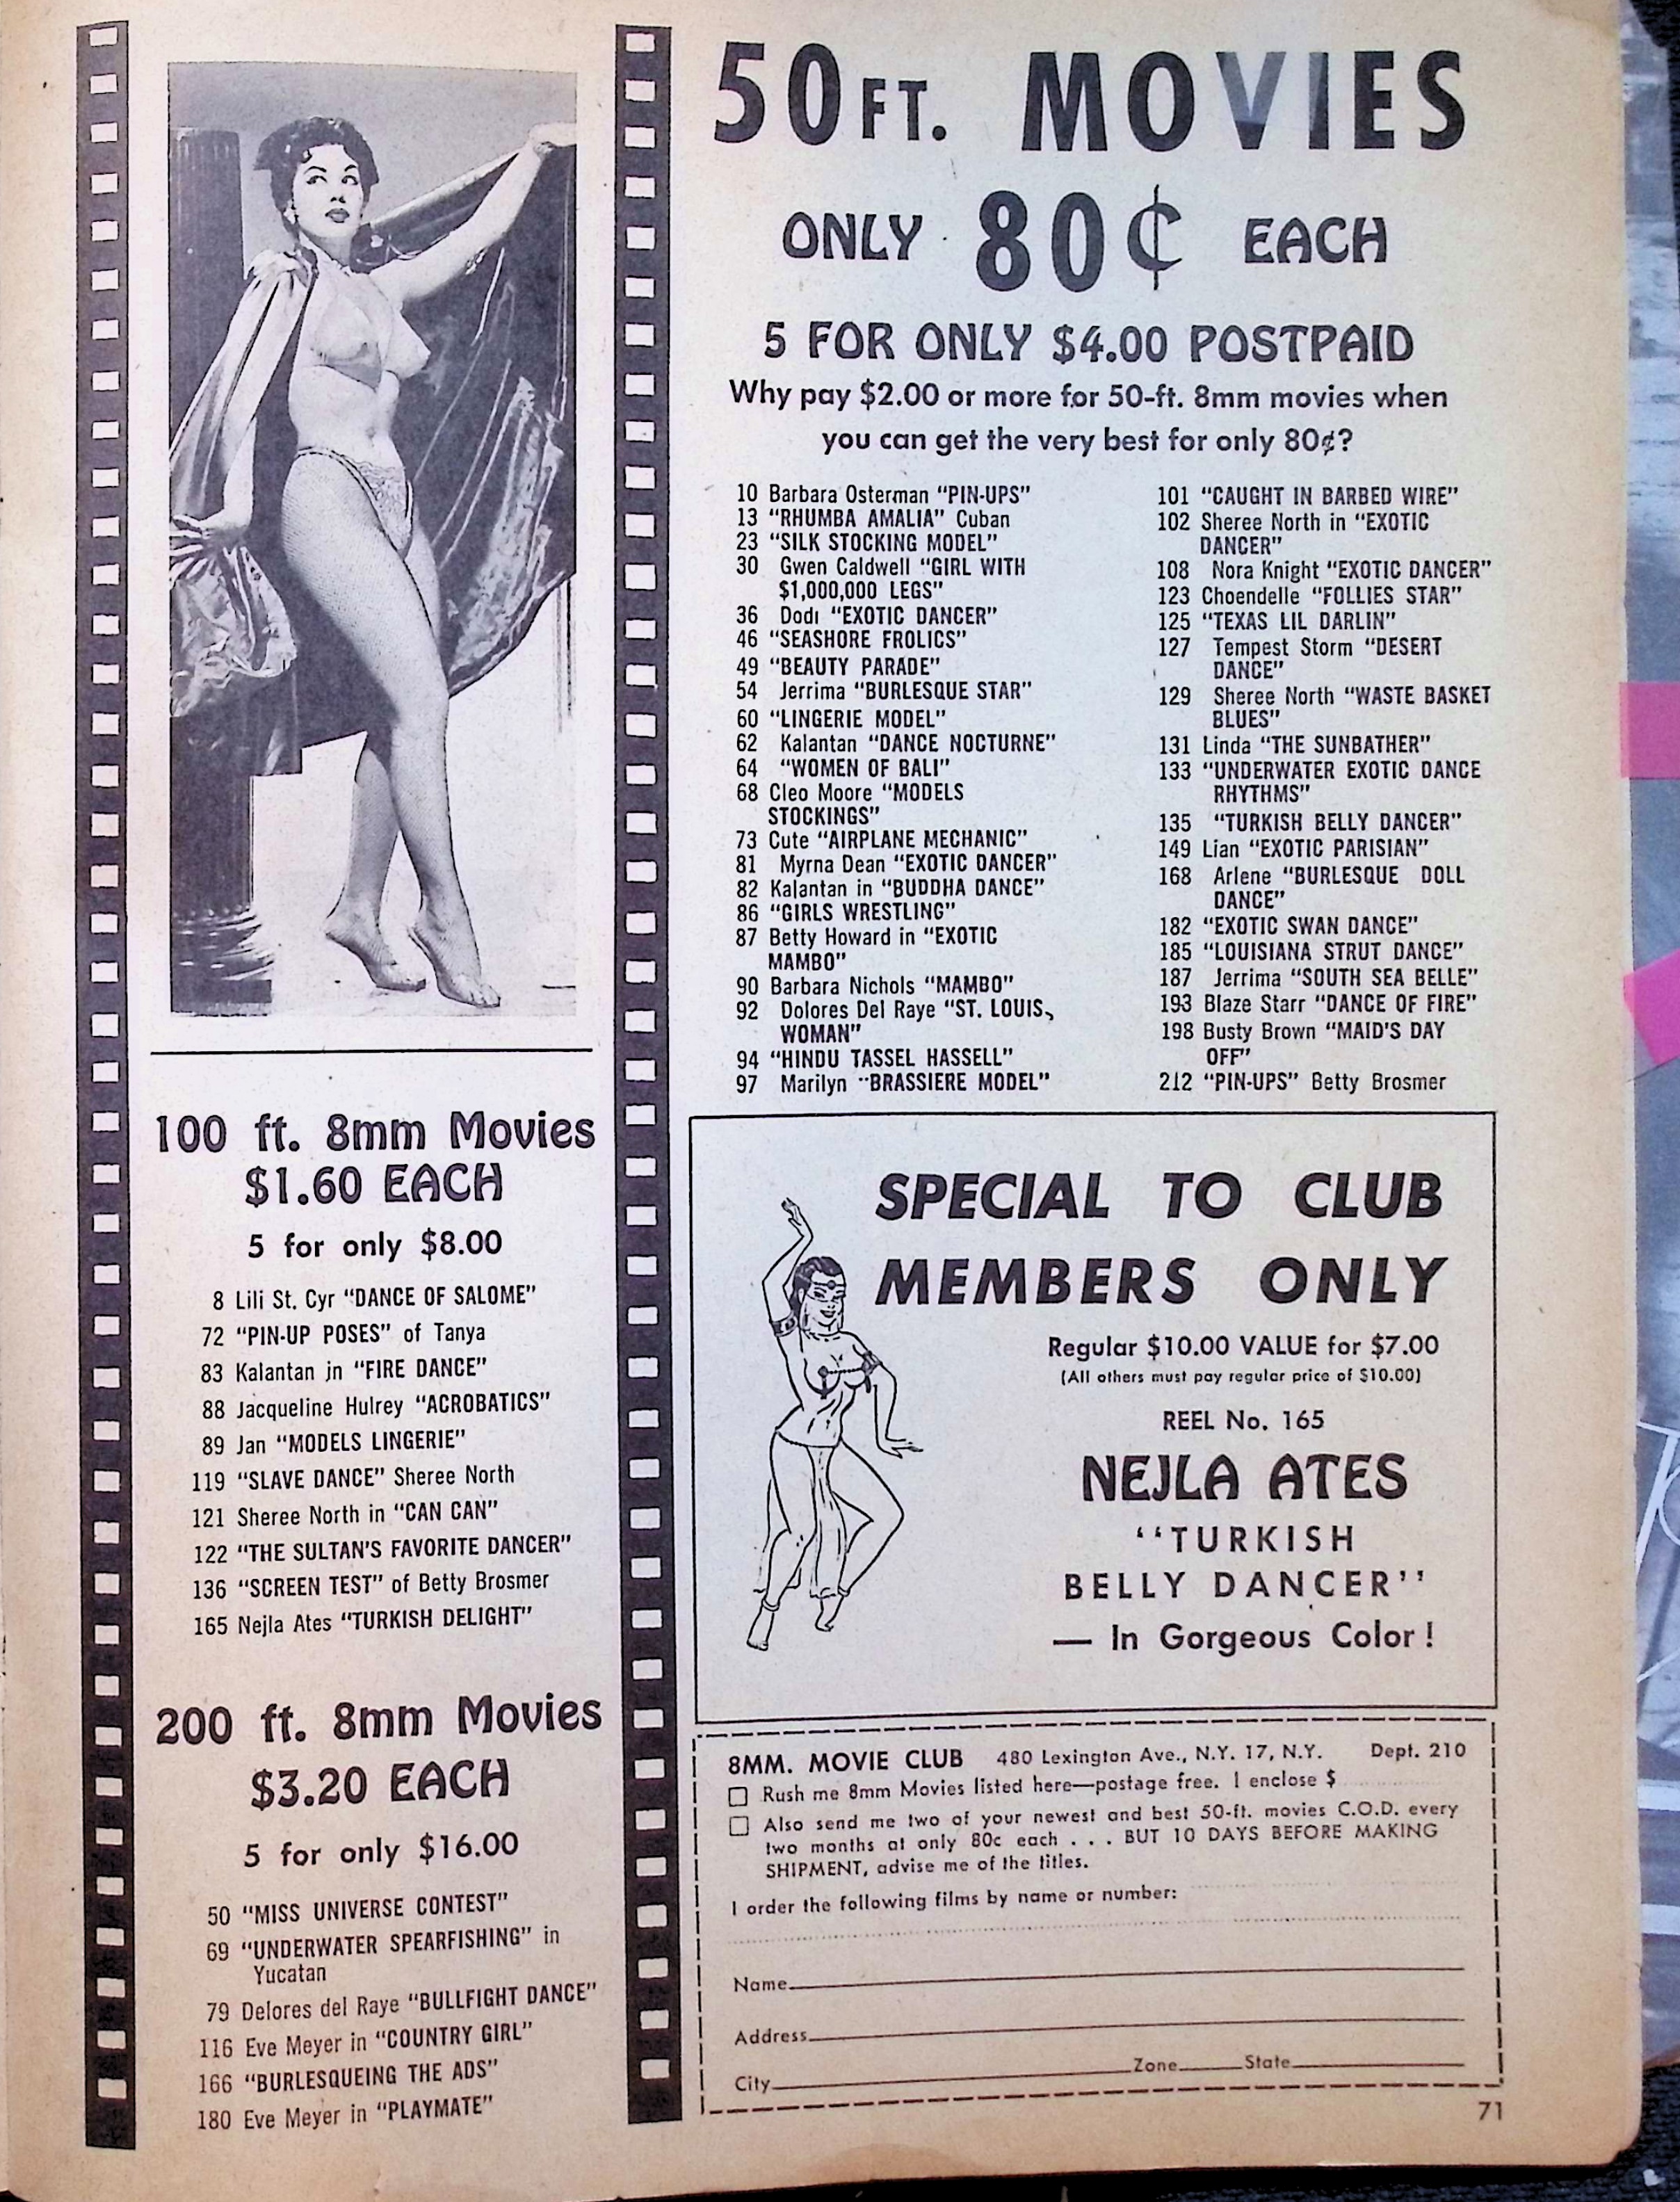 50 FT. MOVIES
ONLY 80¢ EACH
5 FOR ONLY $4.00 POSTPAID
Why pay $2.00 or more for 50-ft. 8mm movies when
you can get the very best for only 80¢?
10 Barbara Osterman “PIN-UPS”
13 “RHUMBA AMALIA” Cuban
23 “SILK STOCKING MODEL”
30 Gwen Caldwell “GIRL WITH
$1,000,000 LEGS”
36 Dodi “EXOTIC DANCER”
46 “SEASHORE FROLICS”
49 “BEAUTY PARADE”
54 Jerrima “BURLESQUE STAR”
60 “LINGERIE MODEL”
62 Kalantan “DANCE NOCTURNE”
64 “WOMEN OF BALI”
68 Cleo Moore “MODELS
STOCKINGS”
73 Cute “AIRPLANE MECHANIC”
81 Myrna Dean “EXOTIC DANCER”
82 Kalantan in “BUDDHA DANCE”
86 “GIRLS WRESTLING”
87 Betty Howard in “EXOTIC
MAMBO”
90 Barbara Nichols “MAMBO”
92 Dolores Del Raye “ST. LOUIS
WOMAN”
94 “HINDU TASSEL HASSELL”
97 Marilyn “BRASSIERE MODEL”
101 “CAUGHT IN BARBED WIRE”
102 Sheree North in “EXOTIC
DANCER”
108 Nora Knight “EXOTIC DANCER”
123 Choendelle “FOLLIES STAR”
125 “TEXAS LIL DARLIN”
127 Tempest Storm “DESERT
DANCE”
129 Sheree North “WASTE BASKET
BLUES”
131 Linda “THE SUNBATHER”
133 “UNDERWATER EXOTIC DANCE
RHYTHMS”
135 “TURKISH BELLY DANCER”
149 Lian “EXOTIC PARISIAN”
168 Arlene “BURLESQUE DOLL
DANCE”
182 “EXOTIC SWAN DANCE”
185 “LOUISIANA STRUT DANCE”
187 Jerrima “SOUTH SEA BELLE”
193 Blaze Starr “DANCE OF FIRE”
198 Busty Brown “MAID'S DAY
OFF”
212 “PIN-UPS” Betty Brosmer
100 ft. 8mm Movies
$1.60 EACH
5 for only $8.00
8 Lili St. Cyr “DANCE OF SALOME”
72 “PIN-UP POSES” of Tanya
83 Kalantan in “FIRE DANCE”
88 Jacqueline Hulrey “ACROBATICS”
89 Jan “MODELS LINGERIE”
119 “SLAVE DANCE” Sheree North
121 Sheree North in “CAN CAN”
122 “THE SULTAN'S FAVORITE DANCER”
136 “SCREEN TEST” of Betty Brosmer
165 Nejla Ates “TURKISH DELIGHT”
200 ft. 8mm Movies
$3.20 EACH
5 for only $16.00
50 “MISS UNIVERSE CONTEST”
69 “UNDERWATER SPEARFISHING” in
Yucatan
79 Delores del Raye “BULLFIGHT DANCE”
116 Eve Meyer in “COUNTRY GIRL”
166 “BURLESQUEING THE ADS”
180 Eve Meyer in “PLAYMATE”
SPECIAL TO CLUB
MEMBERS ONLY
Regular $10.00 VALUE for $7.00
(All others must pay regular price of $10.00)
REEL No. 165
NEJLA ATES
“TURKISH
BELLY DANCER”
— In Gorgeous Color!
8MM. MOVIE CLUB 480 Lexington Ave., N.Y. 17, N.Y. Dept. 210
☐ Rush me 8mm Movies listed here—postage free. I enclose $
☐ Also send me two of your newest and best 50-ft. movies C.O.D. every
two months at only 80c each . . . BUT 10 DAYS BEFORE MAKING
SHIPMENT, advise me of the titles.
I order the following films by name or number:
Name
Address
City Zone State
71